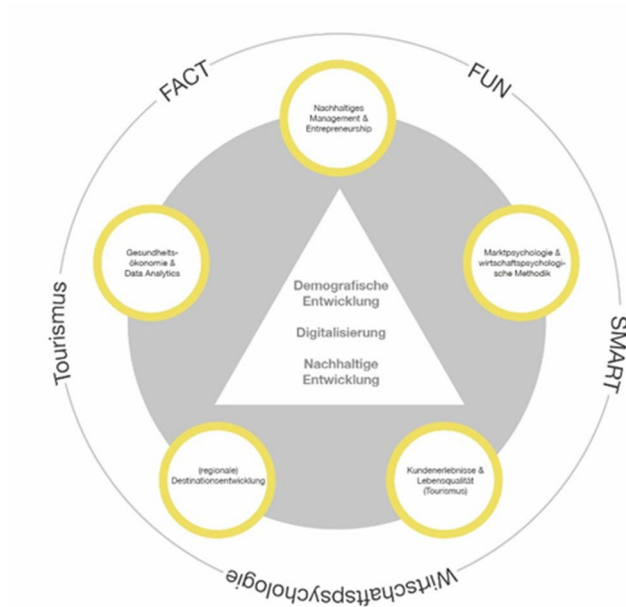 FACT
FUN
Nachhaltiges
Management &
Entrepreneurship
Gesundheits-
ökonomie &
Data Analytics
Marktpsychologie &
wirtschaftspsychologi-
sche Methodik
Demografische
Entwicklung
Digitalisierung
Nachhaltige
Entwicklung
Tourismus
SMART
(regionale)
Destinationsentwicklung
Kundenerlebnisse &
Lebensqualität
(Tourismus)
Wirtschaftspsychologie